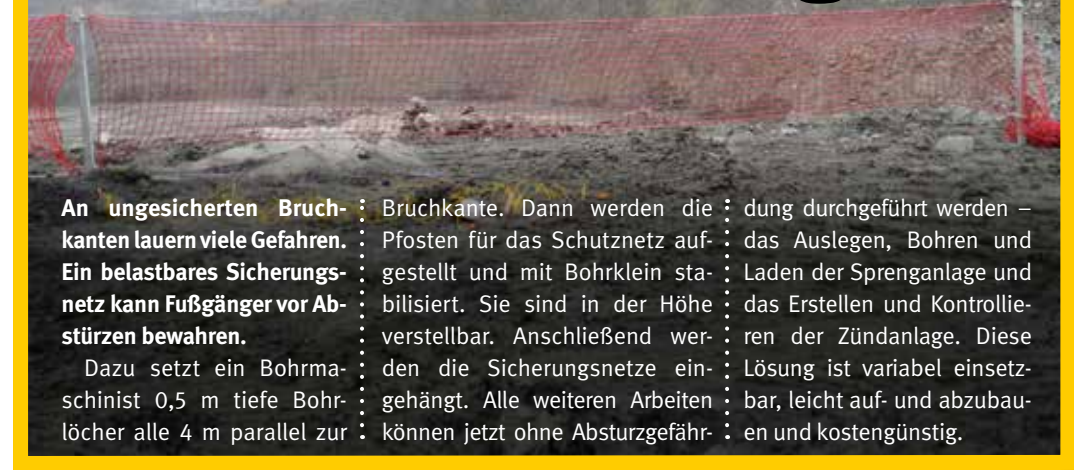 An ungesicherten Bruch-
kanten lauern viele Gefahren.
Ein belastbares Sicherungs-
netz kann Fußgänger vor Ab-
stürzen bewahren.
Dazu setzt ein Bohrma-
schinist 0,5 m tiefe Bohr-
löcher alle 4 m parallel zur
Bruchkante. Dann werden die
Pfosten für das Schutznetz auf-
gestellt und mit Bohrklein sta-
bilisiert. Sie sind in der Höhe
verstellbar. Anschließend wer-
den die Sicherungsnetze ein-
gehängt. Alle weiteren Arbeiten
können jetzt ohne Absturzgefähr-
dung durchgeführt werden –
das Auslegen, Bohren und
Laden der Sprenganlage und
das Erstellen und Kontrollie-
ren der Zündanlage. Diese
Lösung ist variabel einsetz-
bar, leicht auf- und abzubau-
en und kostengünstig.